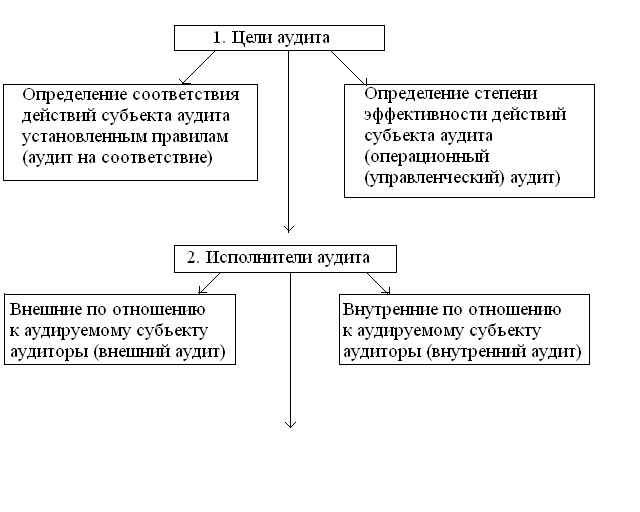 1. Цели аудита
Определение соответствия
действий субъекта аудита
установленным правилам
(аудит на соответствие)
Определение степени
эффективности действий
субъекта аудита
(операционный
(управленческий) аудит)
2. Исполнители аудита
Внешние по отношению
к аудируемому субъекту
аудиторы (внешний аудит)
Внутренние по отношению
к аудируемому субъекту
аудиторы (внутренний аудит)